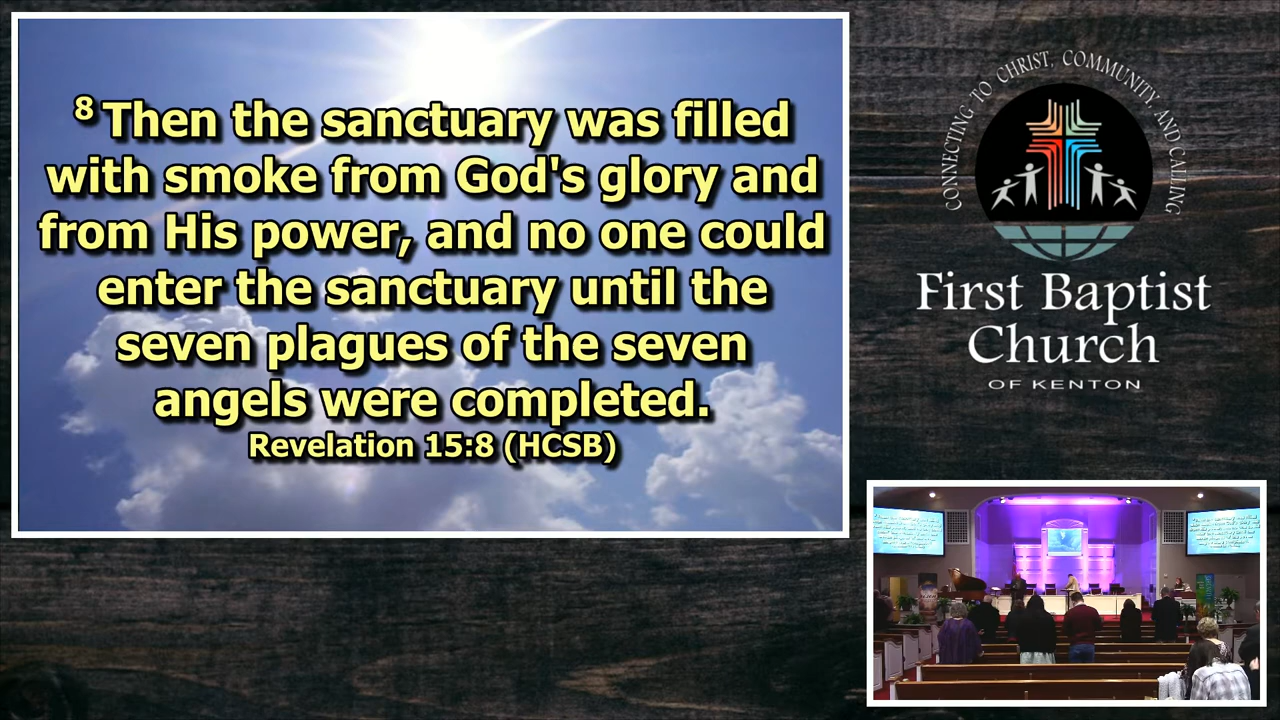 8 Then the sanctuary was filled
with smoke from God's glory and
from His power, and no one could
enter the sanctuary until the
seven plagues of the seven
angels were completed.
Revelation 15:8 (HCSB)
CONNECTING TO CHRIST, COMMUNITY, AND CALLING
First Baptist
Church
OF KENTON